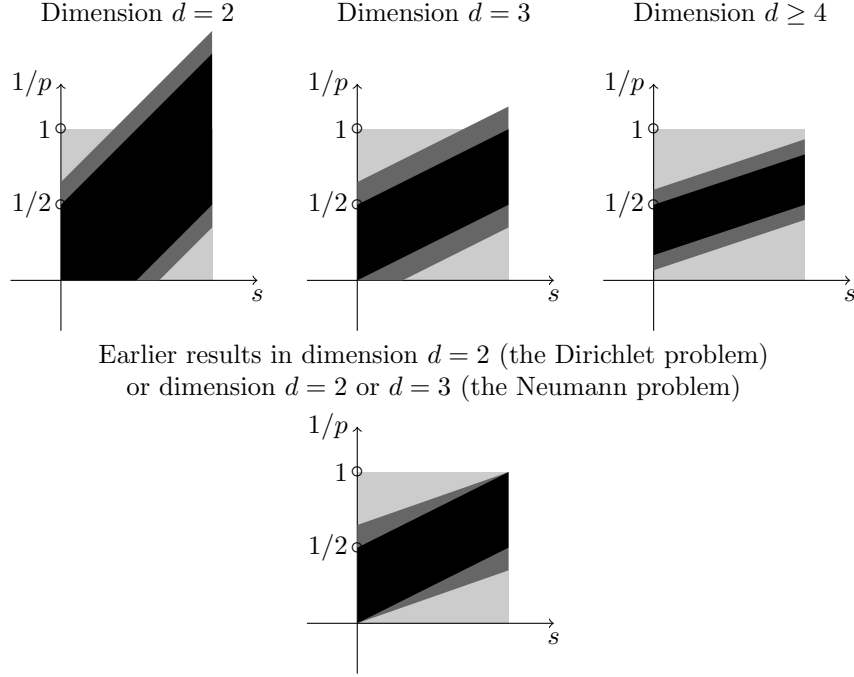 Dimension d = 2
Dimension d = 3
Dimension d ≥ 4
1/p
1
1/2
s
1/p
1
1/2
s
1/p
1
1/2
s
Earlier results in dimension d = 2 (the Dirichlet problem)
or dimension d = 2 or d = 3 (the Neumann problem)
1/p
1
1/2
s